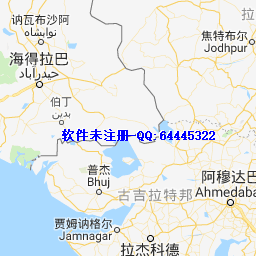 讷瓦布沙阿
نوابشاه
焦特布尔
Jodhpur
海得拉巴
حیدرآباد
伯丁
بدین
软件未注册--QQ:64445322
普杰
Bhuj
阿穆达巴
Ahmedaba
古吉拉特邦
贾姆讷格尔
Jamnagar
拉杰科德